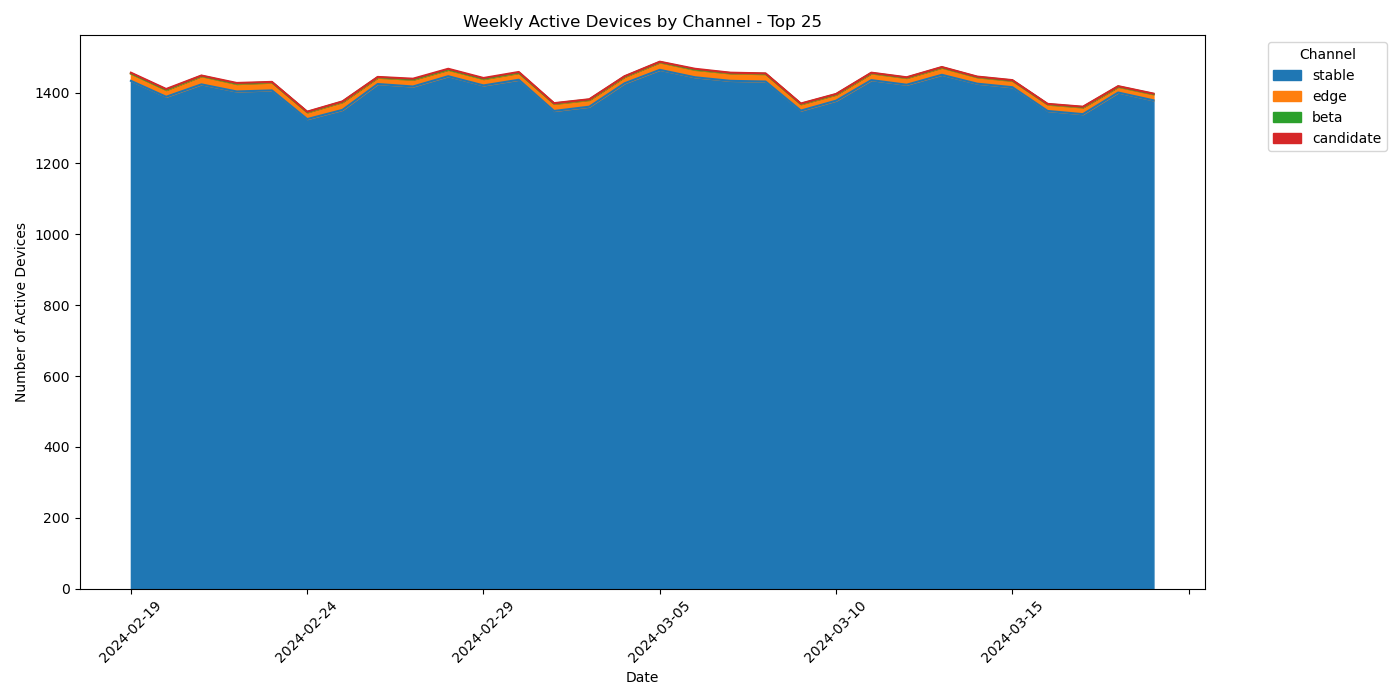 Weekly Active Devices by Channel - Top 25
Number of Active Devices
1400
1200
1000
800
600
400
200
0
2024-02-19
2024-02-24
2024-02-29
2024-03-05
2024-03-10
2024-03-15
Date
Channel
stable
edge
beta
candidate